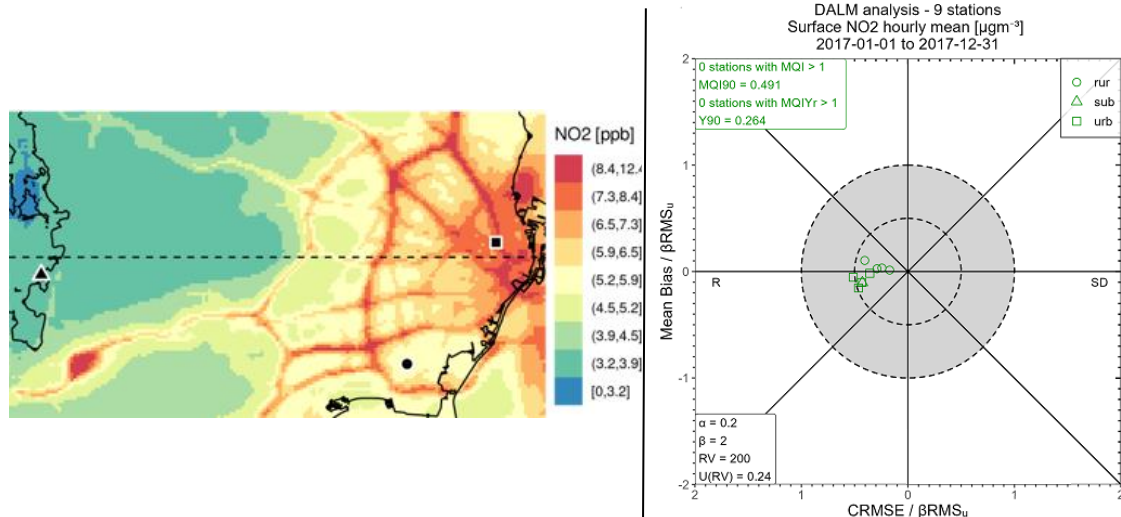 NO2 [ppb]
(8.4,12.4
(7.3,8.4]
(6.5,7.3]
(5.9,6.5]
(5.2,5.9]
(4.5,5.2]
(3.9,4.5]
(3.2,3.9]
[0,3.2]
DALM analysis - 9 stations
Surface NO2 hourly mean [µgm⁻³]
2017-01-01 to 2017-12-31
0 stations with MQI > 1
MQI90 = 0.491
0 stations with MQIYr > 1
Y90 = 0.264
rur
sub
urb
2
1
0
-1
-2
Mean Bias / βRMSᵤ
R
SD
α = 0.2
β = 2
RV = 200
U(RV) = 0.24
2 1 0 1 2
CRMSE / βRMSᵤ